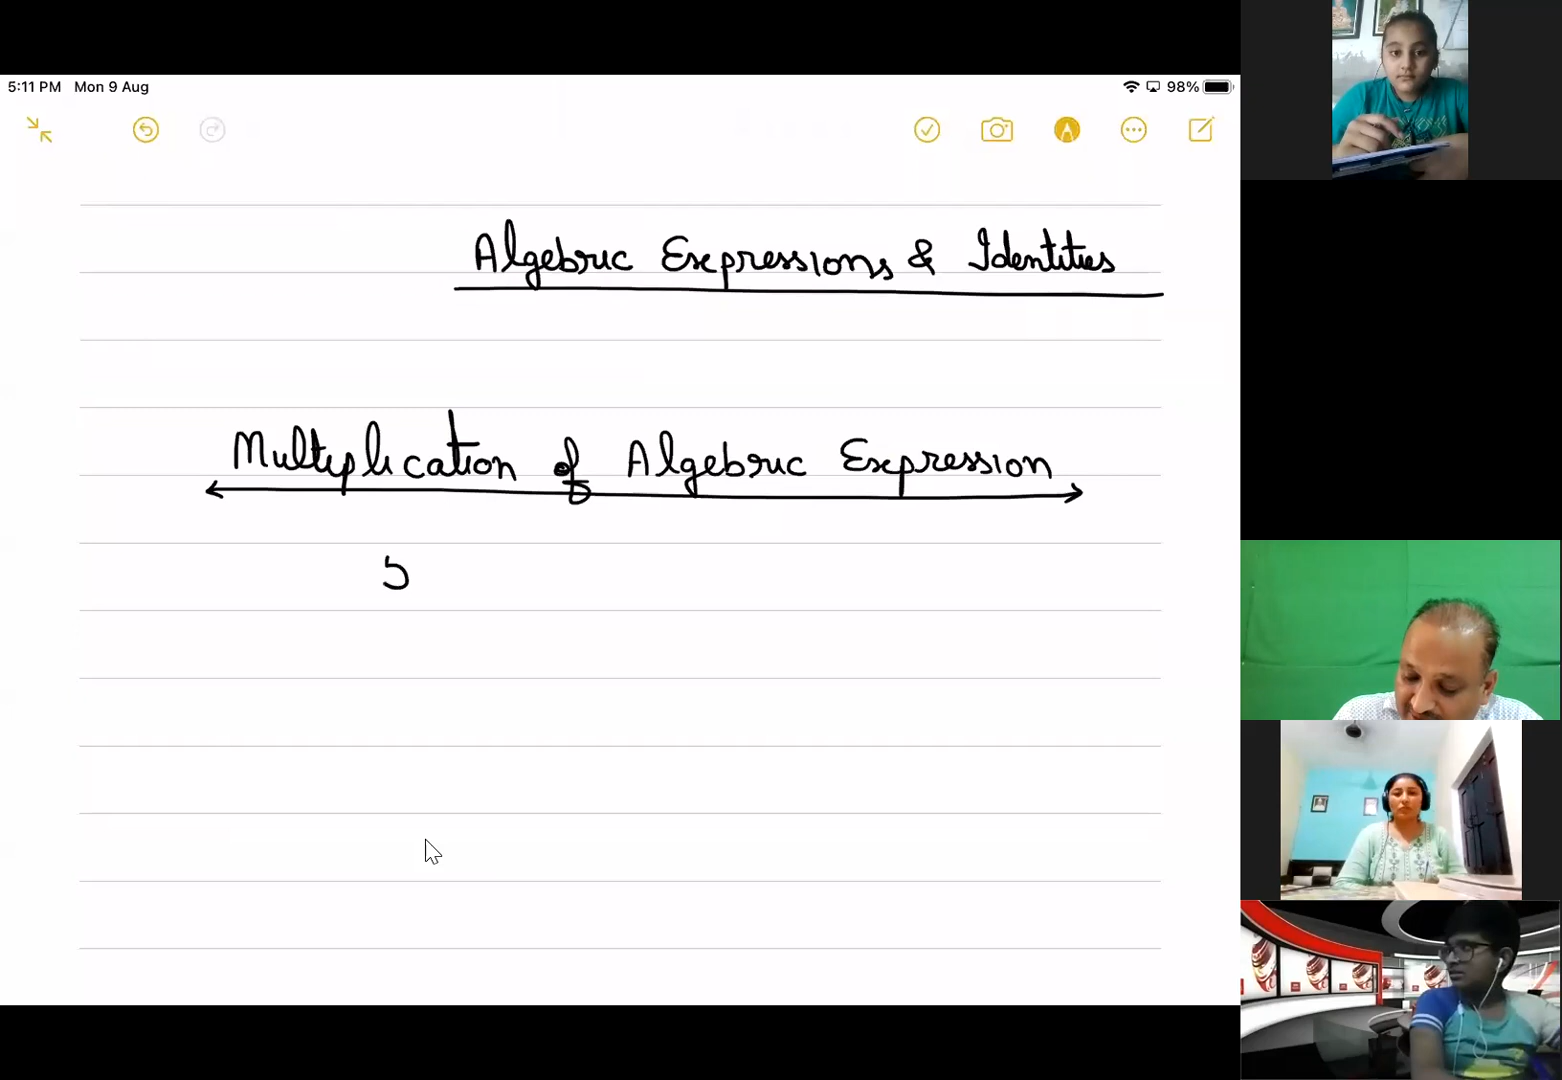 5:11 PM Mon 9 Aug 98%
Algebric Expressions & Identities
Multiplication of Algebric Expression
5